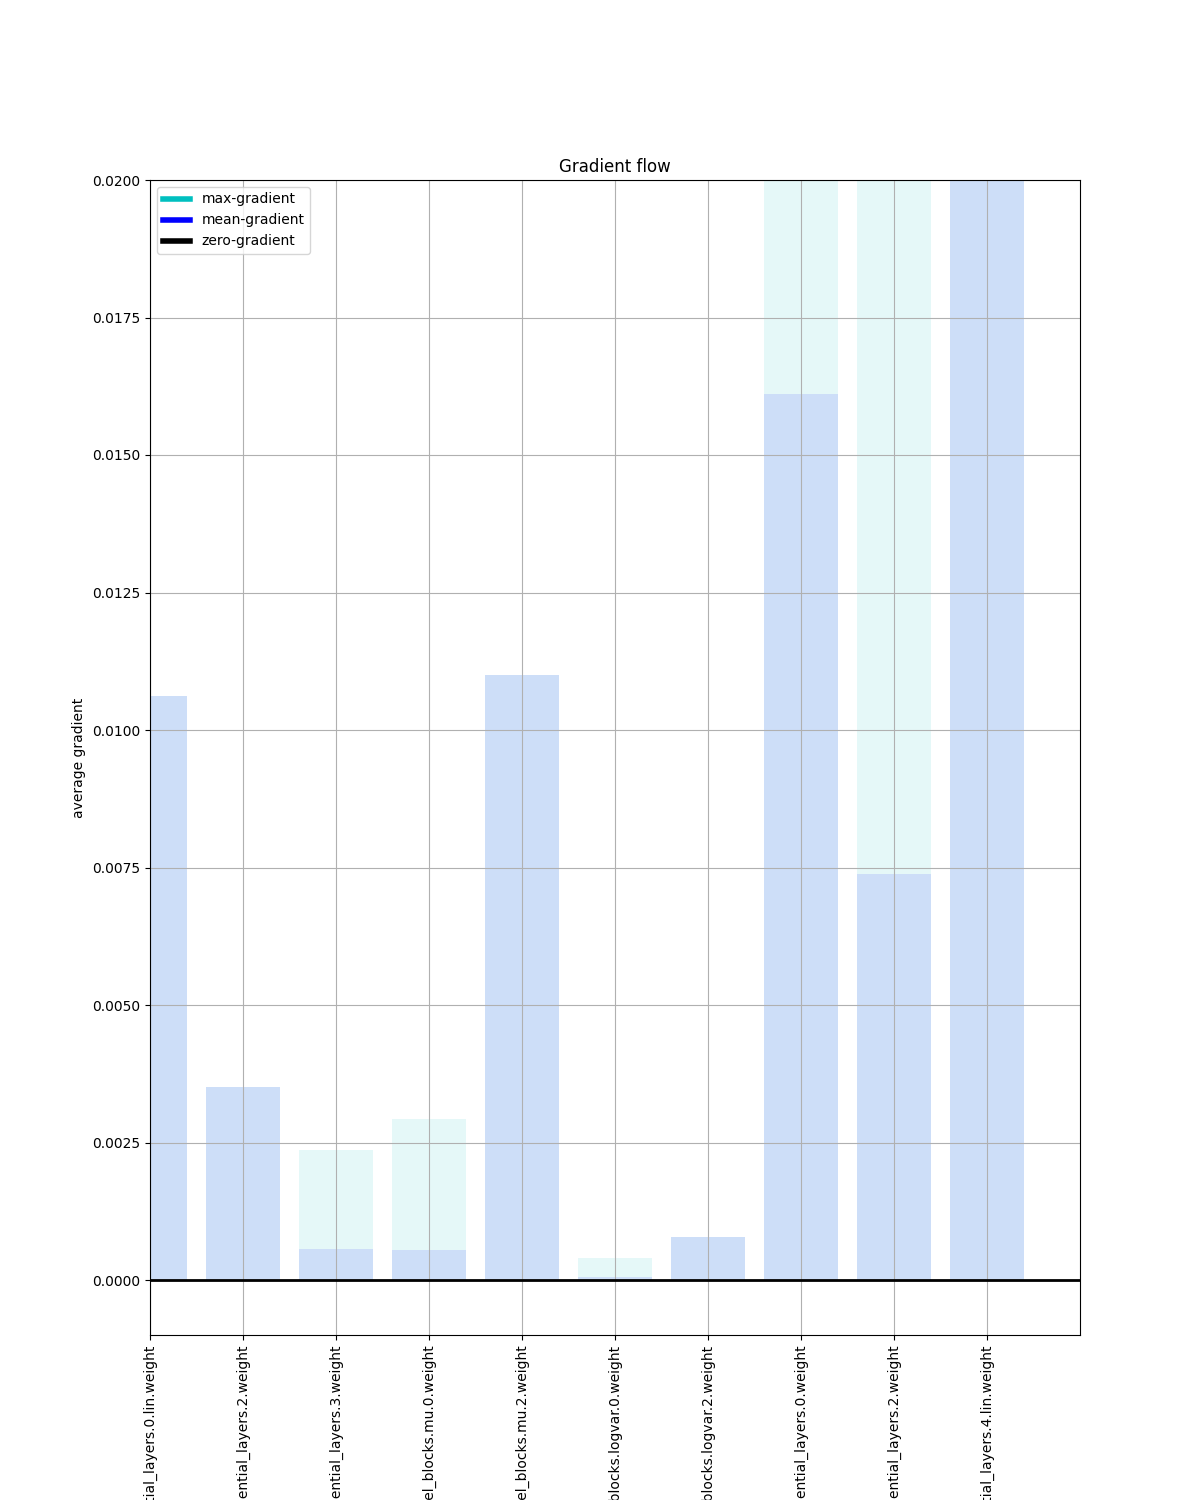 Gradient flow
max-gradient
mean-gradient
zero-gradient
0.0200
0.0175
0.0150
0.0125
0.0100
0.0075
0.0050
0.0025
0.0000
average gradient
tial_layers.0.lin.weight
ential_layers.2.weight
ential_layers.3.weight
el_blocks.mu.0.weight
el_blocks.mu.2.weight
blocks.logvar.0.weight
blocks.logvar.2.weight
ential_layers.0.weight
ential_layers.2.weight
tial_layers.4.lin.weight